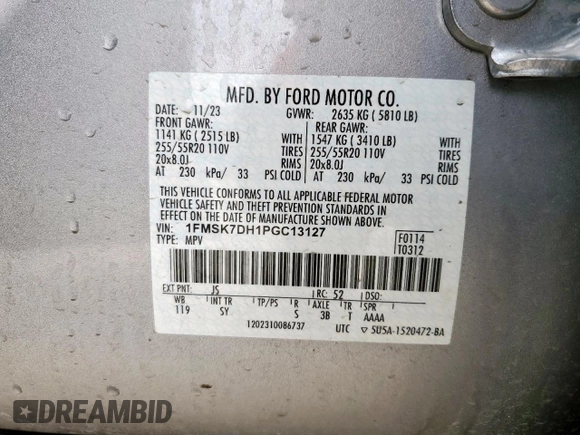 MFD. BY FORD MOTOR CO.
DATE: 11/23 GVWR: 2635 KG ( 5810 LB)
FRONT GAWR: REAR GAWR:
1141 KG ( 2515 LB) WITH 1547 KG ( 3410 LB) WITH
255/55R20 110V TIRES 255/55R20 110V TIRES
20x8.0J RIMS 20x8.0J RIMS
AT 230 kPa/ 33 PSI COLD AT 230 kPa/ 33 PSI COLD
THIS VEHICLE CONFORMS TO ALL APPLICABLE FEDERAL MOTOR
VEHICLE SAFETY AND THEFT PREVENTION STANDARDS IN
EFFECT ON THE DATE OF MANUFACTURE SHOWN ABOVE.
VIN: 1FMSK7DH1PGC13127
TYPE: MPV
F0114
T0312
EXT PNT: JS RC: 52 DSO:
WB INT TR TP/PS R AXLE TR
119 SY S 3B T AAAA
1202310086737 UTC 5U5A-1520472-BA
DREAMBID